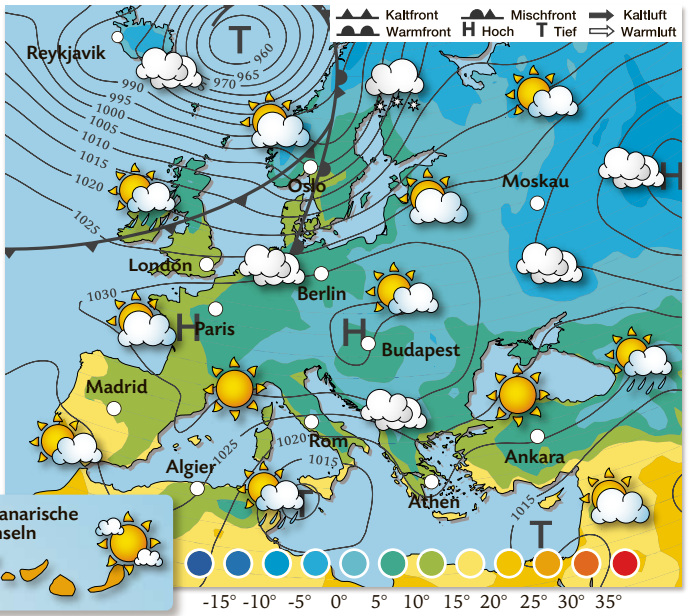 Kaltfront Mischfront Kaltluft
Warmfront H Hoch T Tief Warmluft
Reykjavik
T
960
965
970
990
995
1000
1005
1010
1015
1020
1025
Oslo
Moskau
H
London
Berlin
1030
H
Paris
H
Budapest
Madrid
Rom
1025
1020
1015
Ankara
Algier
Athen
T
1015
T
anarische
seln
-15° -10° -5° 0° 5° 10° 15° 20° 25° 30° 35°